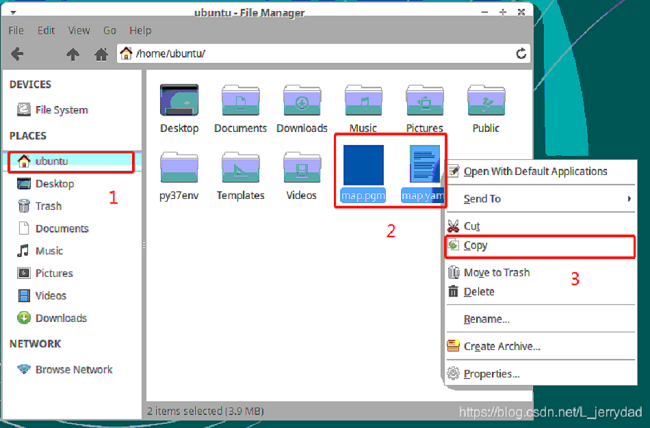 ubuntu - File Manager
File Edit View Go Help
/home/ubuntu/
DEVICES
File System
PLACES
ubuntu
Desktop
Trash
Documents
Music
Pictures
Videos
Downloads
NETWORK
Browse Network
1
Desktop Documents Downloads Music Pictures Public
py37env Templates Videos map.pgm map.yam
2
Open With Default Applications
Send To
Cut
Copy
Move to Trash
Delete
Rename...
Create Archive...
Properties...
3
2 items selected (3.9 MB)
https://blog.csdn.net/L_jerrydad